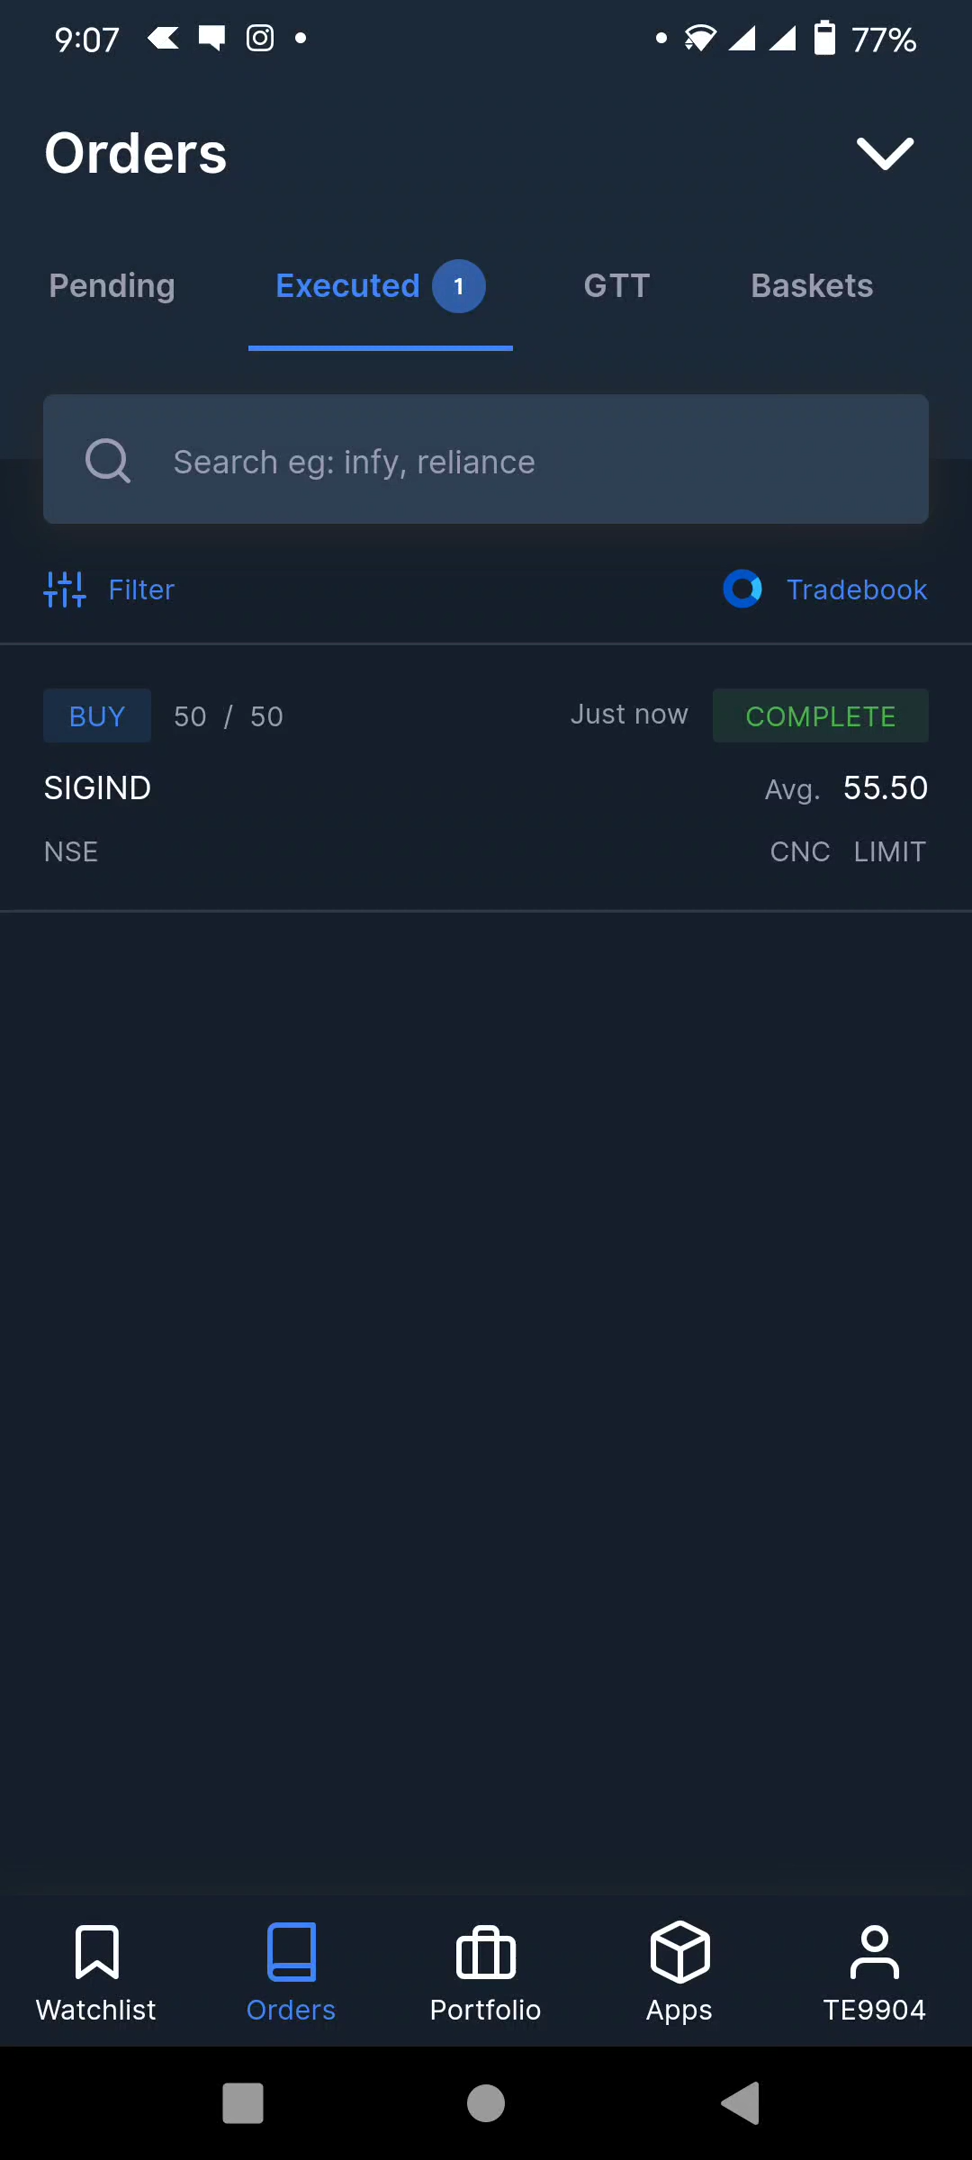 9:07 77%
Orders
Pending Executed 1 GTT Baskets
Search eg: infy, reliance
Filter Tradebook
BUY 50 / 50 Just now COMPLETE
SIGIND Avg. 55.50
NSE CNC LIMIT
Watchlist Orders Portfolio Apps TE9904